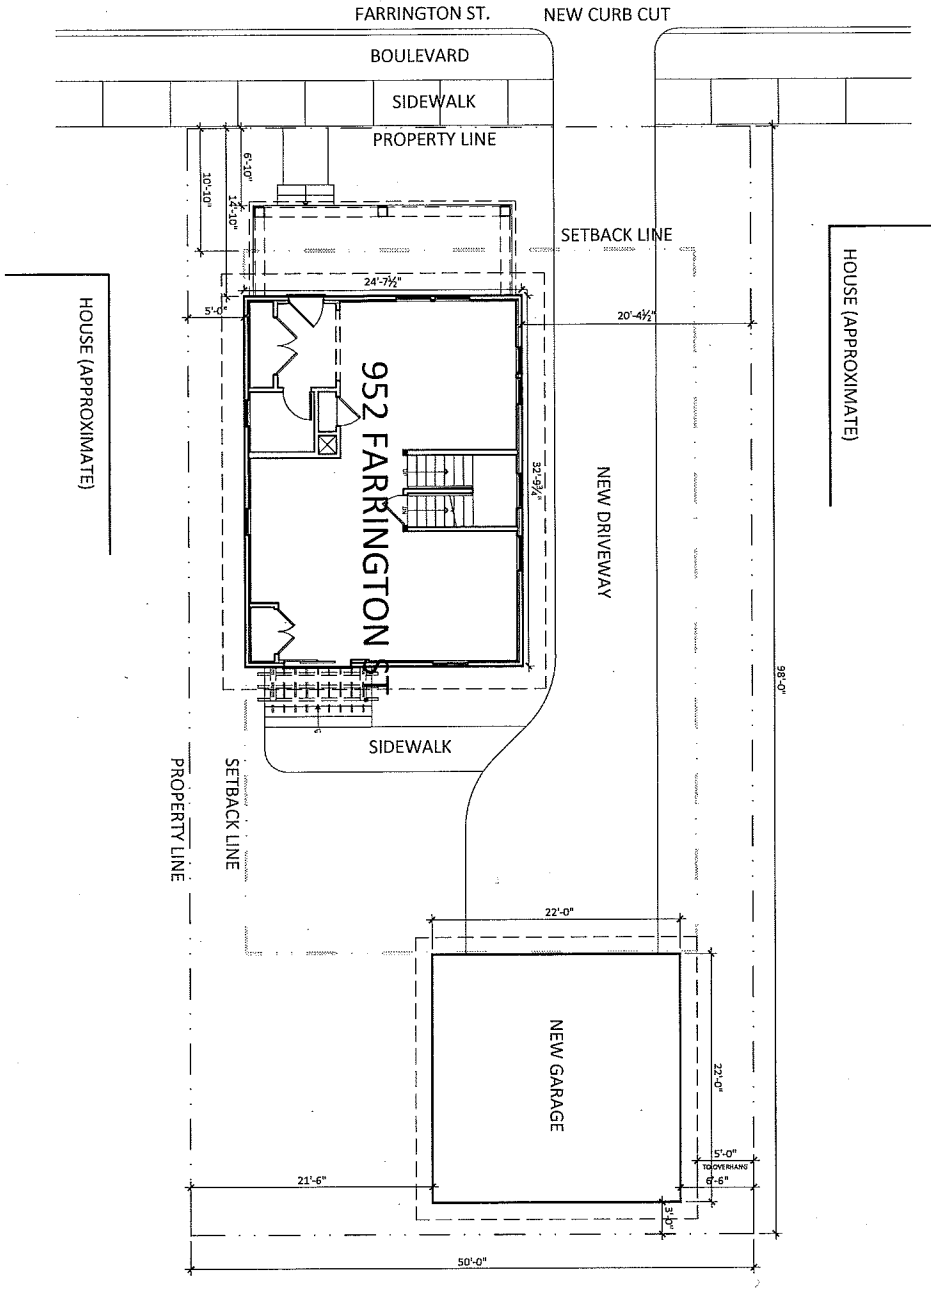 FARRINGTON ST.
NEW CURB CUT
BOULEVARD
SIDEWALK
PROPERTY LINE
6'-10"
10'-10"
14'-10"
SETBACK LINE
24'-7½"
5'-0"
20'-4½"
HOUSE (APPROXIMATE)
HOUSE (APPROXIMATE)
952 FARRINGTON ST
UP
DN
32'-9¾"
NEW DRIVEWAY
98'-0"
SIDEWALK
SETBACK LINE
PROPERTY LINE
22'-0"
NEW GARAGE
22'-0"
5'-0"
TO OVERHANG
6'-6"
21'-6"
3'-0"
50'-0"